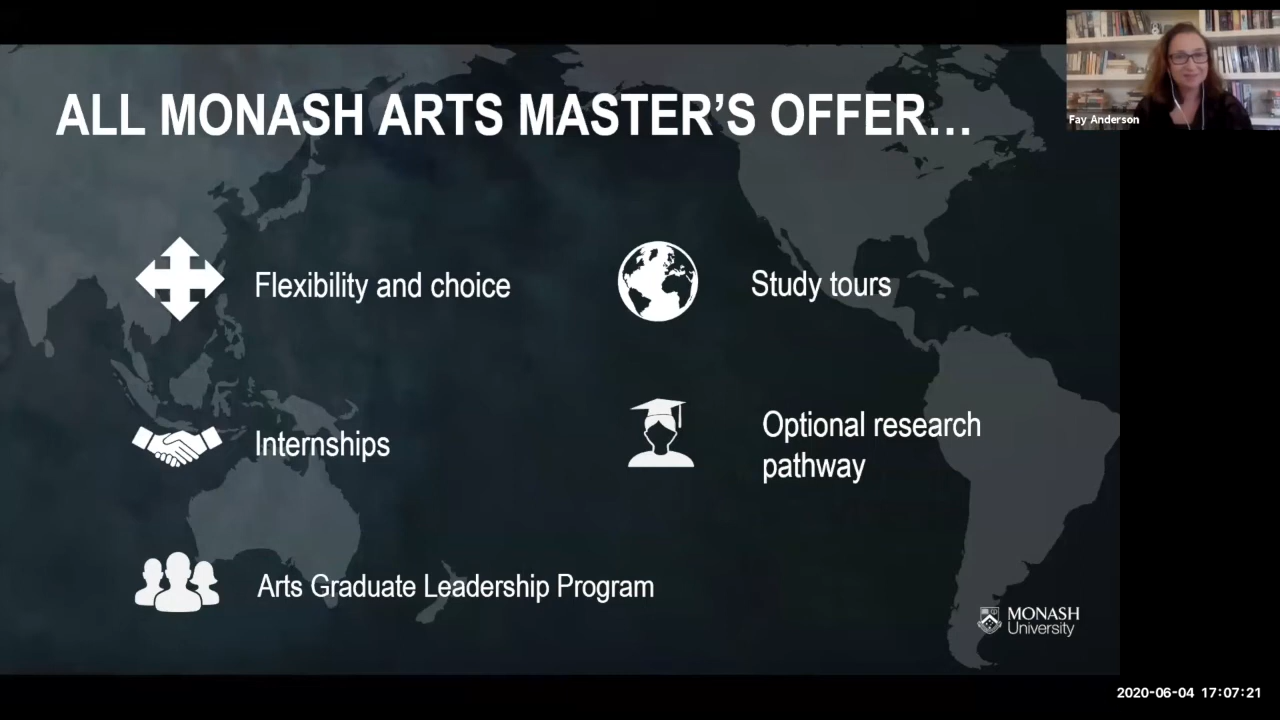 ALL MONASH ARTS MASTER’S OFFER…
Fay Anderson
Flexibility and choice
Study tours
Internships
Optional research
pathway
Arts Graduate Leadership Program
MONASH
University
2020-06-04 17:07:21